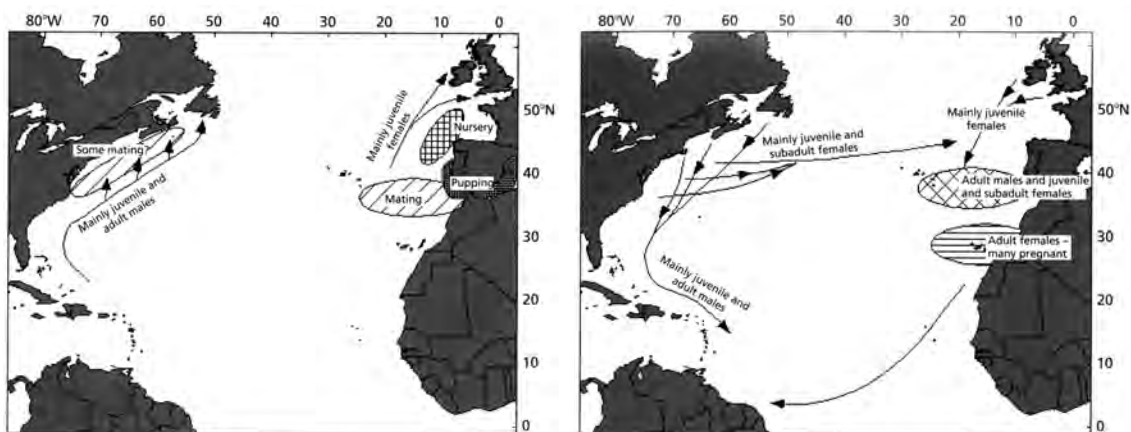 80°W 70 60 50 40 30 20 10 0
50°N
40
30
20
10
0
Some mating?
Mainly juvenile and
adult males
Mainly juvenile
females
Nursery
Pupping
Mating
80°W 70 60 50 40 30 20 10 0
50°N
40
30
20
10
0
Mainly juvenile
females
Mainly juvenile and
subadult females
Adult males and juvenile
and subadult females
Adult females –
many pregnant
Mainly juvenile and
adult males